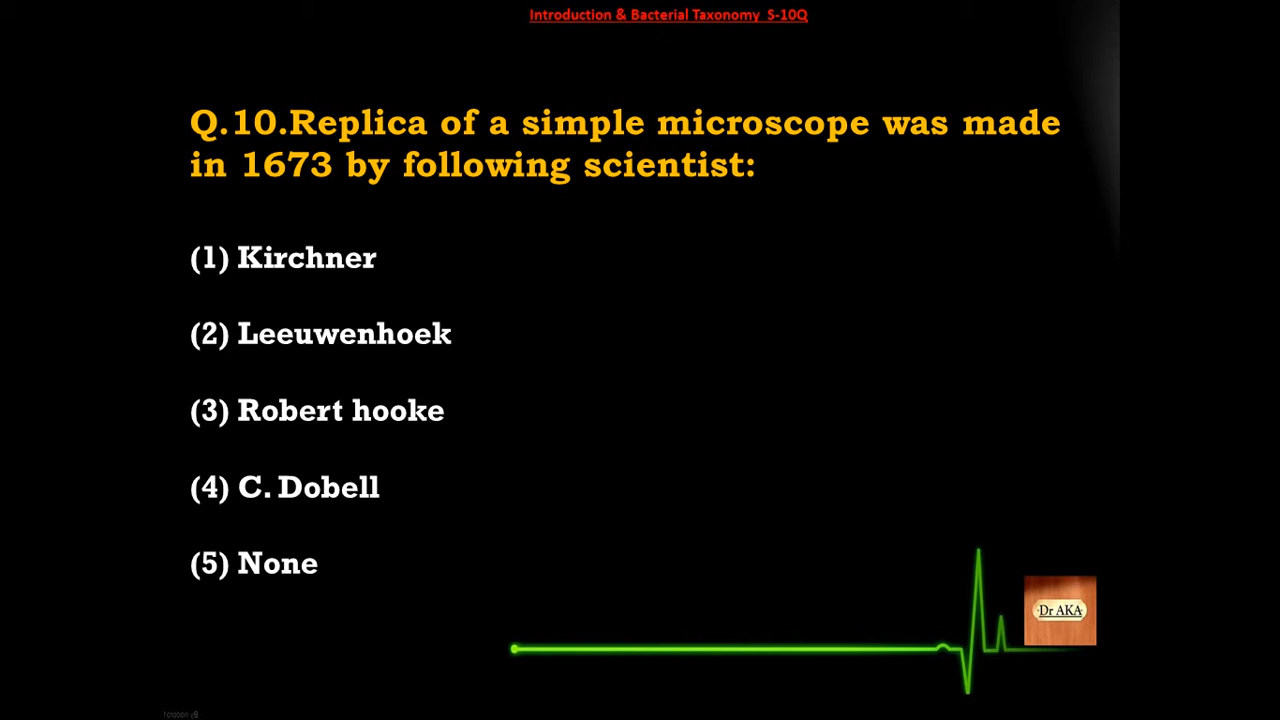 Introduction & Bacterial Taxonomy S-10Q
Q.10.Replica of a simple microscope was made
in 1673 by following scientist:
(1) Kirchner
(2) Leeuwenhoek
(3) Robert hooke
(4) C. Dobell
(5) None
Dr AKA